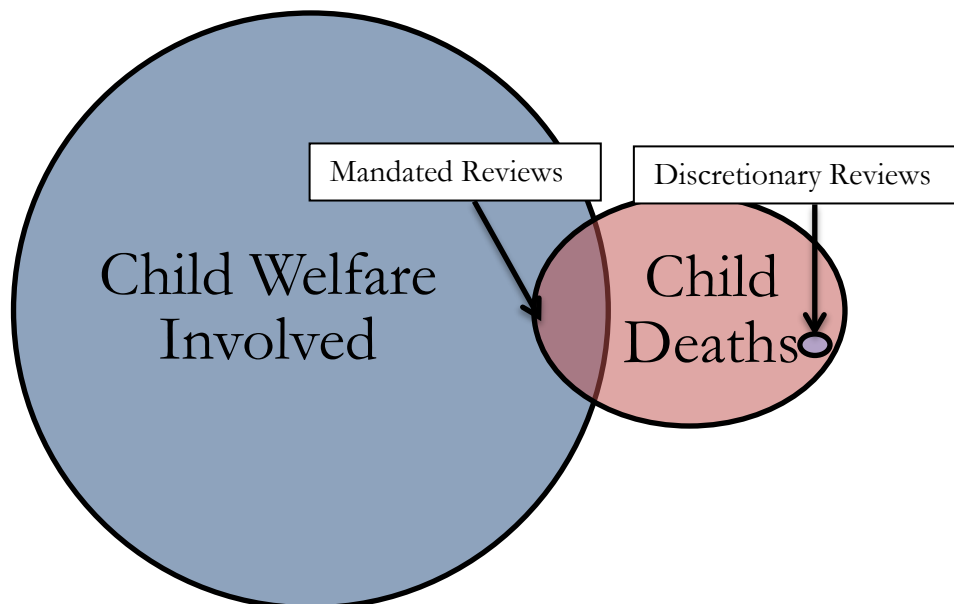 Mandated Reviews
Discretionary Reviews
Child Welfare
Involved
Child
Deaths